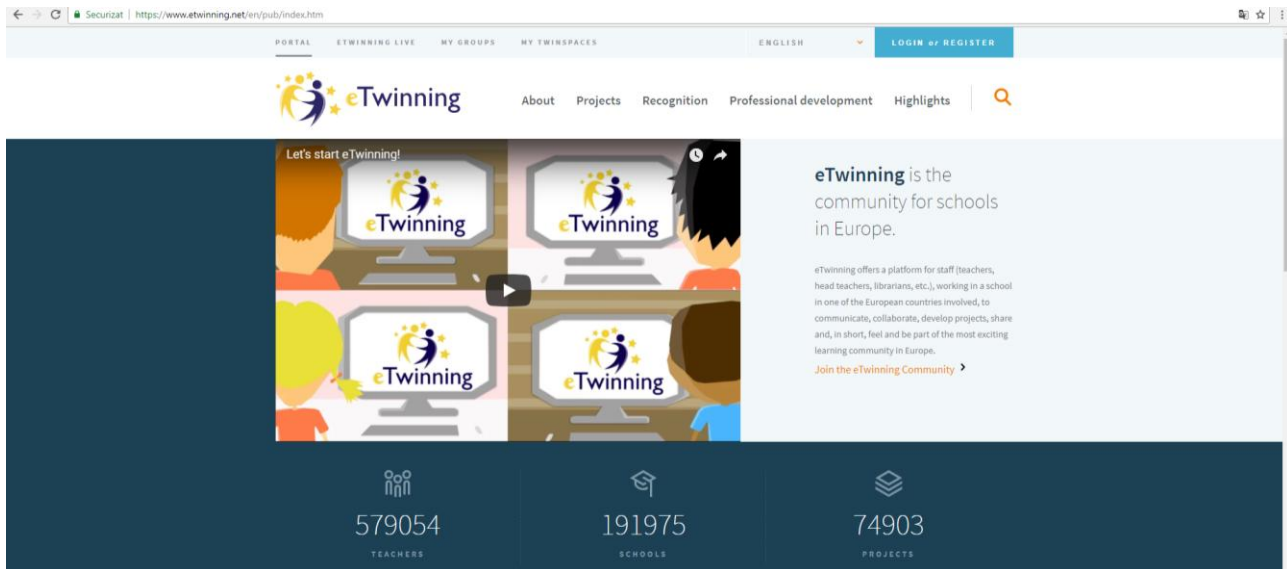 Securizat | https://www.etwinning.net/en/pub/index.htm
PORTAL ETWINNING LIVE MY GROUPS MY TWINSPACES ENGLISH LOGIN or REGISTER
eTwinning About Projects Recognition Professional development Highlights
Let's start eTwinning!
eTwinning eTwinning
eTwinning eTwinning
eTwinning is the
community for schools
in Europe.
eTwinning offers a platform for staff (teachers,
head teachers, librarians, etc.), working in a school
in one of the European countries involved, to
communicate, collaborate, develop projects, share
and, in short, feel and be part of the most exciting
learning community in Europe.
Join the eTwinning Community
579054 191975 74903
TEACHERS SCHOOLS PROJECTS